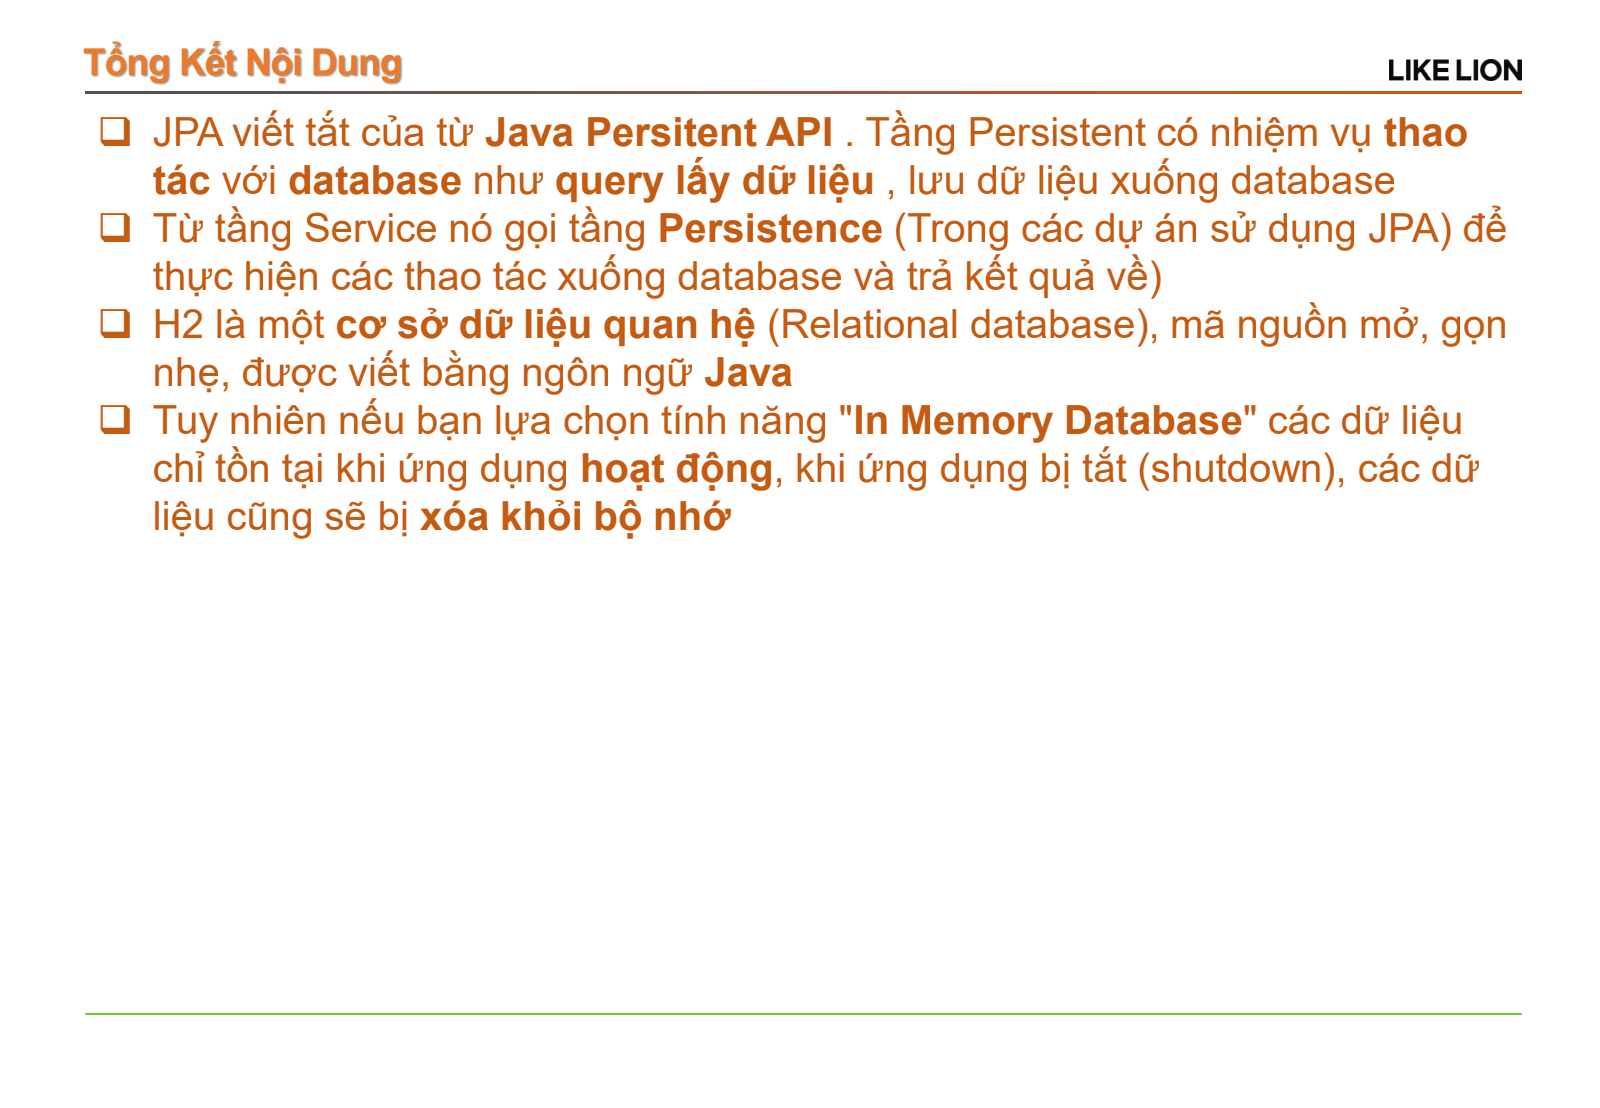 Tổng Kết Nội Dung
LIKE LION
❑ JPA viết tắt của từ Java Persitent API . Tầng Persistent có nhiệm vụ thao
tác với database như query lấy dữ liệu , lưu dữ liệu xuống database
❑ Từ tầng Service nó gọi tầng Persistence (Trong các dự án sử dụng JPA) để
thực hiện các thao tác xuống database và trả kết quả về)
❑ H2 là một cơ sở dữ liệu quan hệ (Relational database), mã nguồn mở, gọn
nhẹ, được viết bằng ngôn ngữ Java
❑ Tuy nhiên nếu bạn lựa chọn tính năng "In Memory Database" các dữ liệu
chỉ tồn tại khi ứng dụng hoạt động, khi ứng dụng bị tắt (shutdown), các dữ
liệu cũng sẽ bị xóa khỏi bộ nhớ